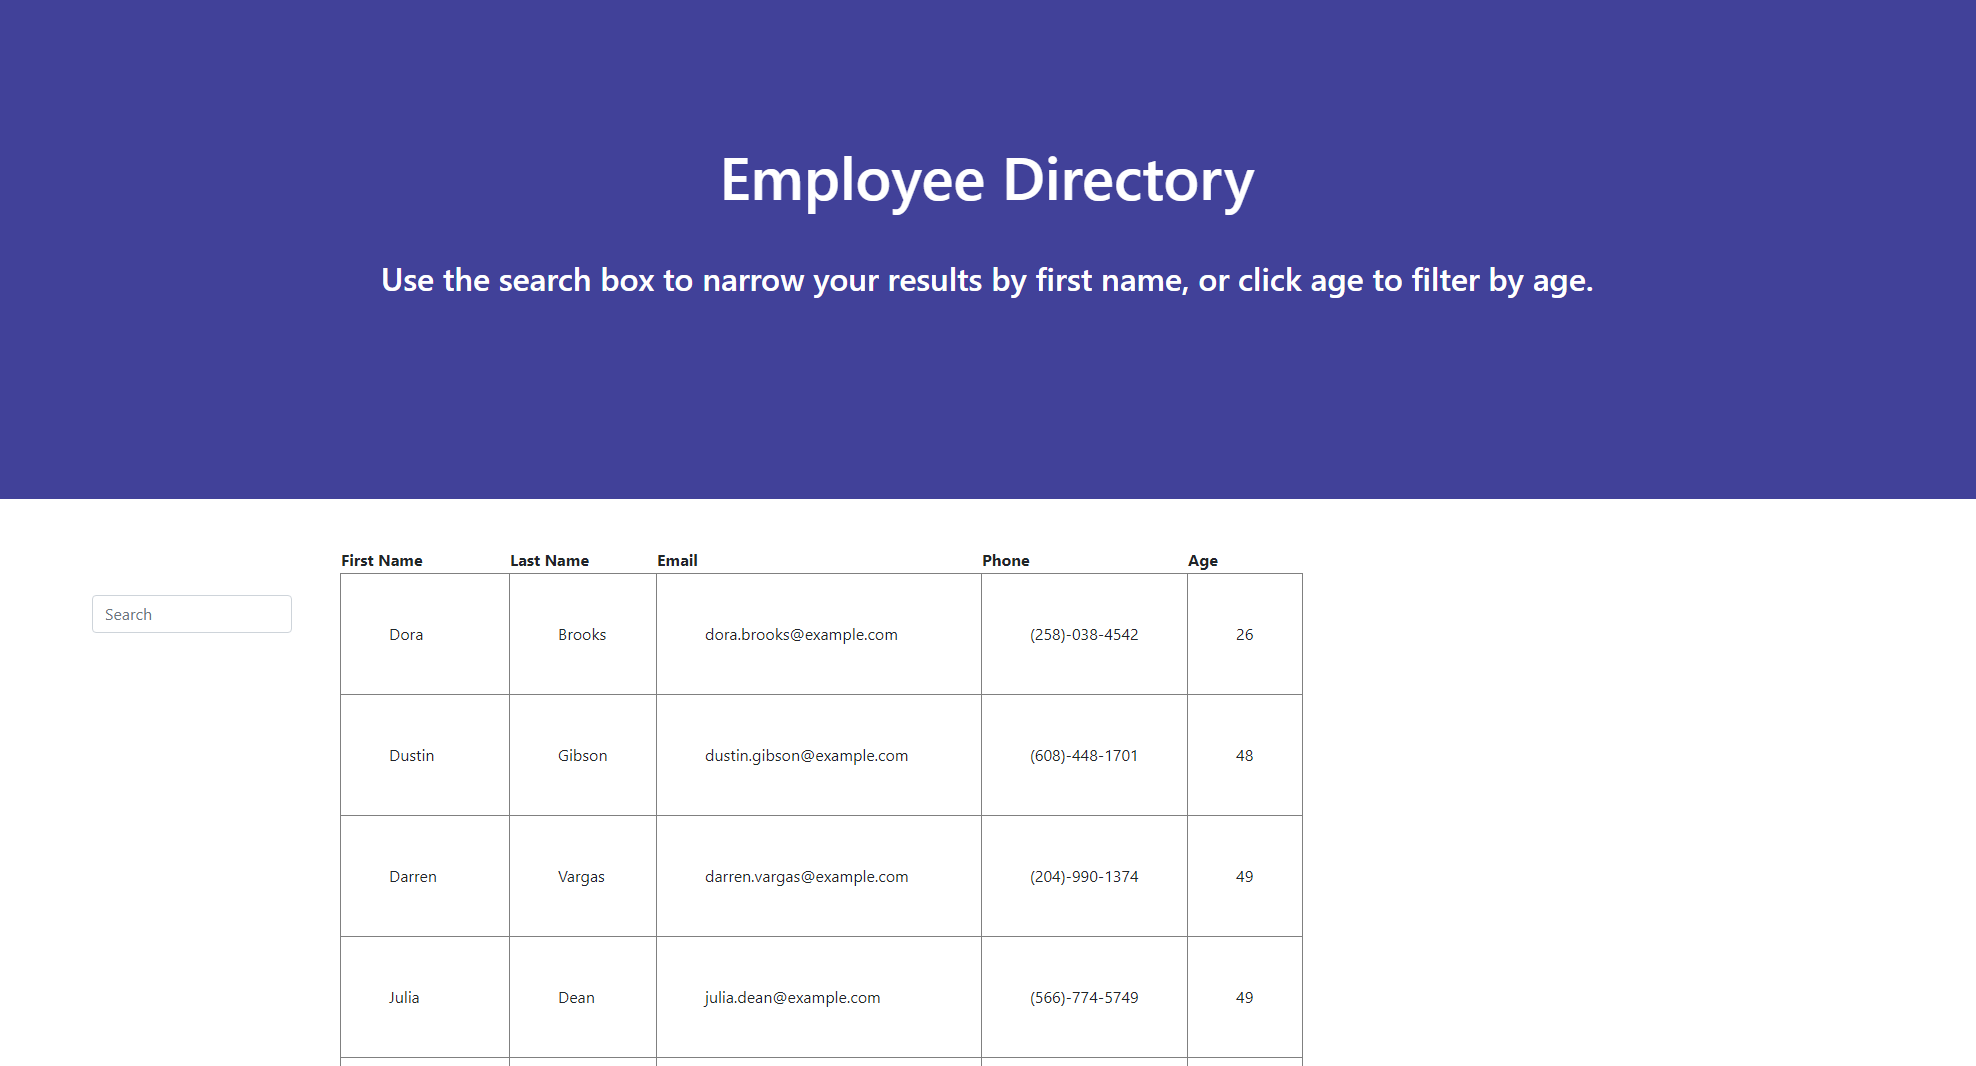 Employee Directory
Use the search box to narrow your results by first name, or click age to filter by age.
First Name Last Name Email Phone Age
Search
Dora Brooks dora.brooks@example.com (258)-038-4542 26
Dustin Gibson dustin.gibson@example.com (608)-448-1701 48
Darren Vargas darren.vargas@example.com (204)-990-1374 49
Julia Dean julia.dean@example.com (566)-774-5749 49